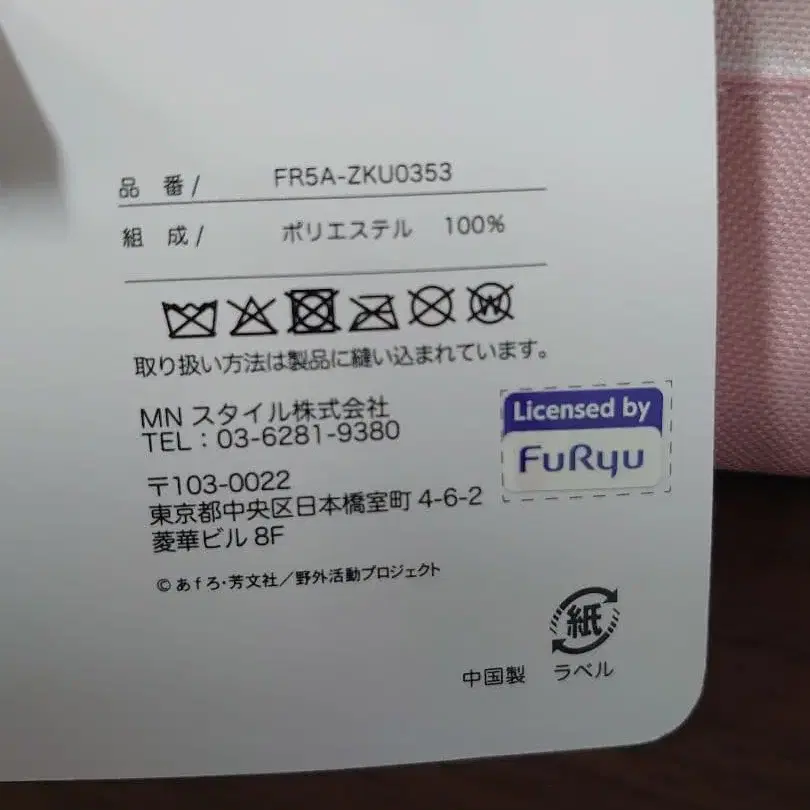 品 番/ FR5A-ZKU0353
組 成/ ポリエステル 100%
取り扱い方法は製品に縫い込まれています。
MN スタイル株式会社
TEL：03-6281-9380
〒103-0022
東京都中央区日本橋室町 4-6-2
菱華ビル 8F
Licensed by
FuRyu
©あfろ・芳文社／野外活動プロジェクト
紙
中国製 ラベル